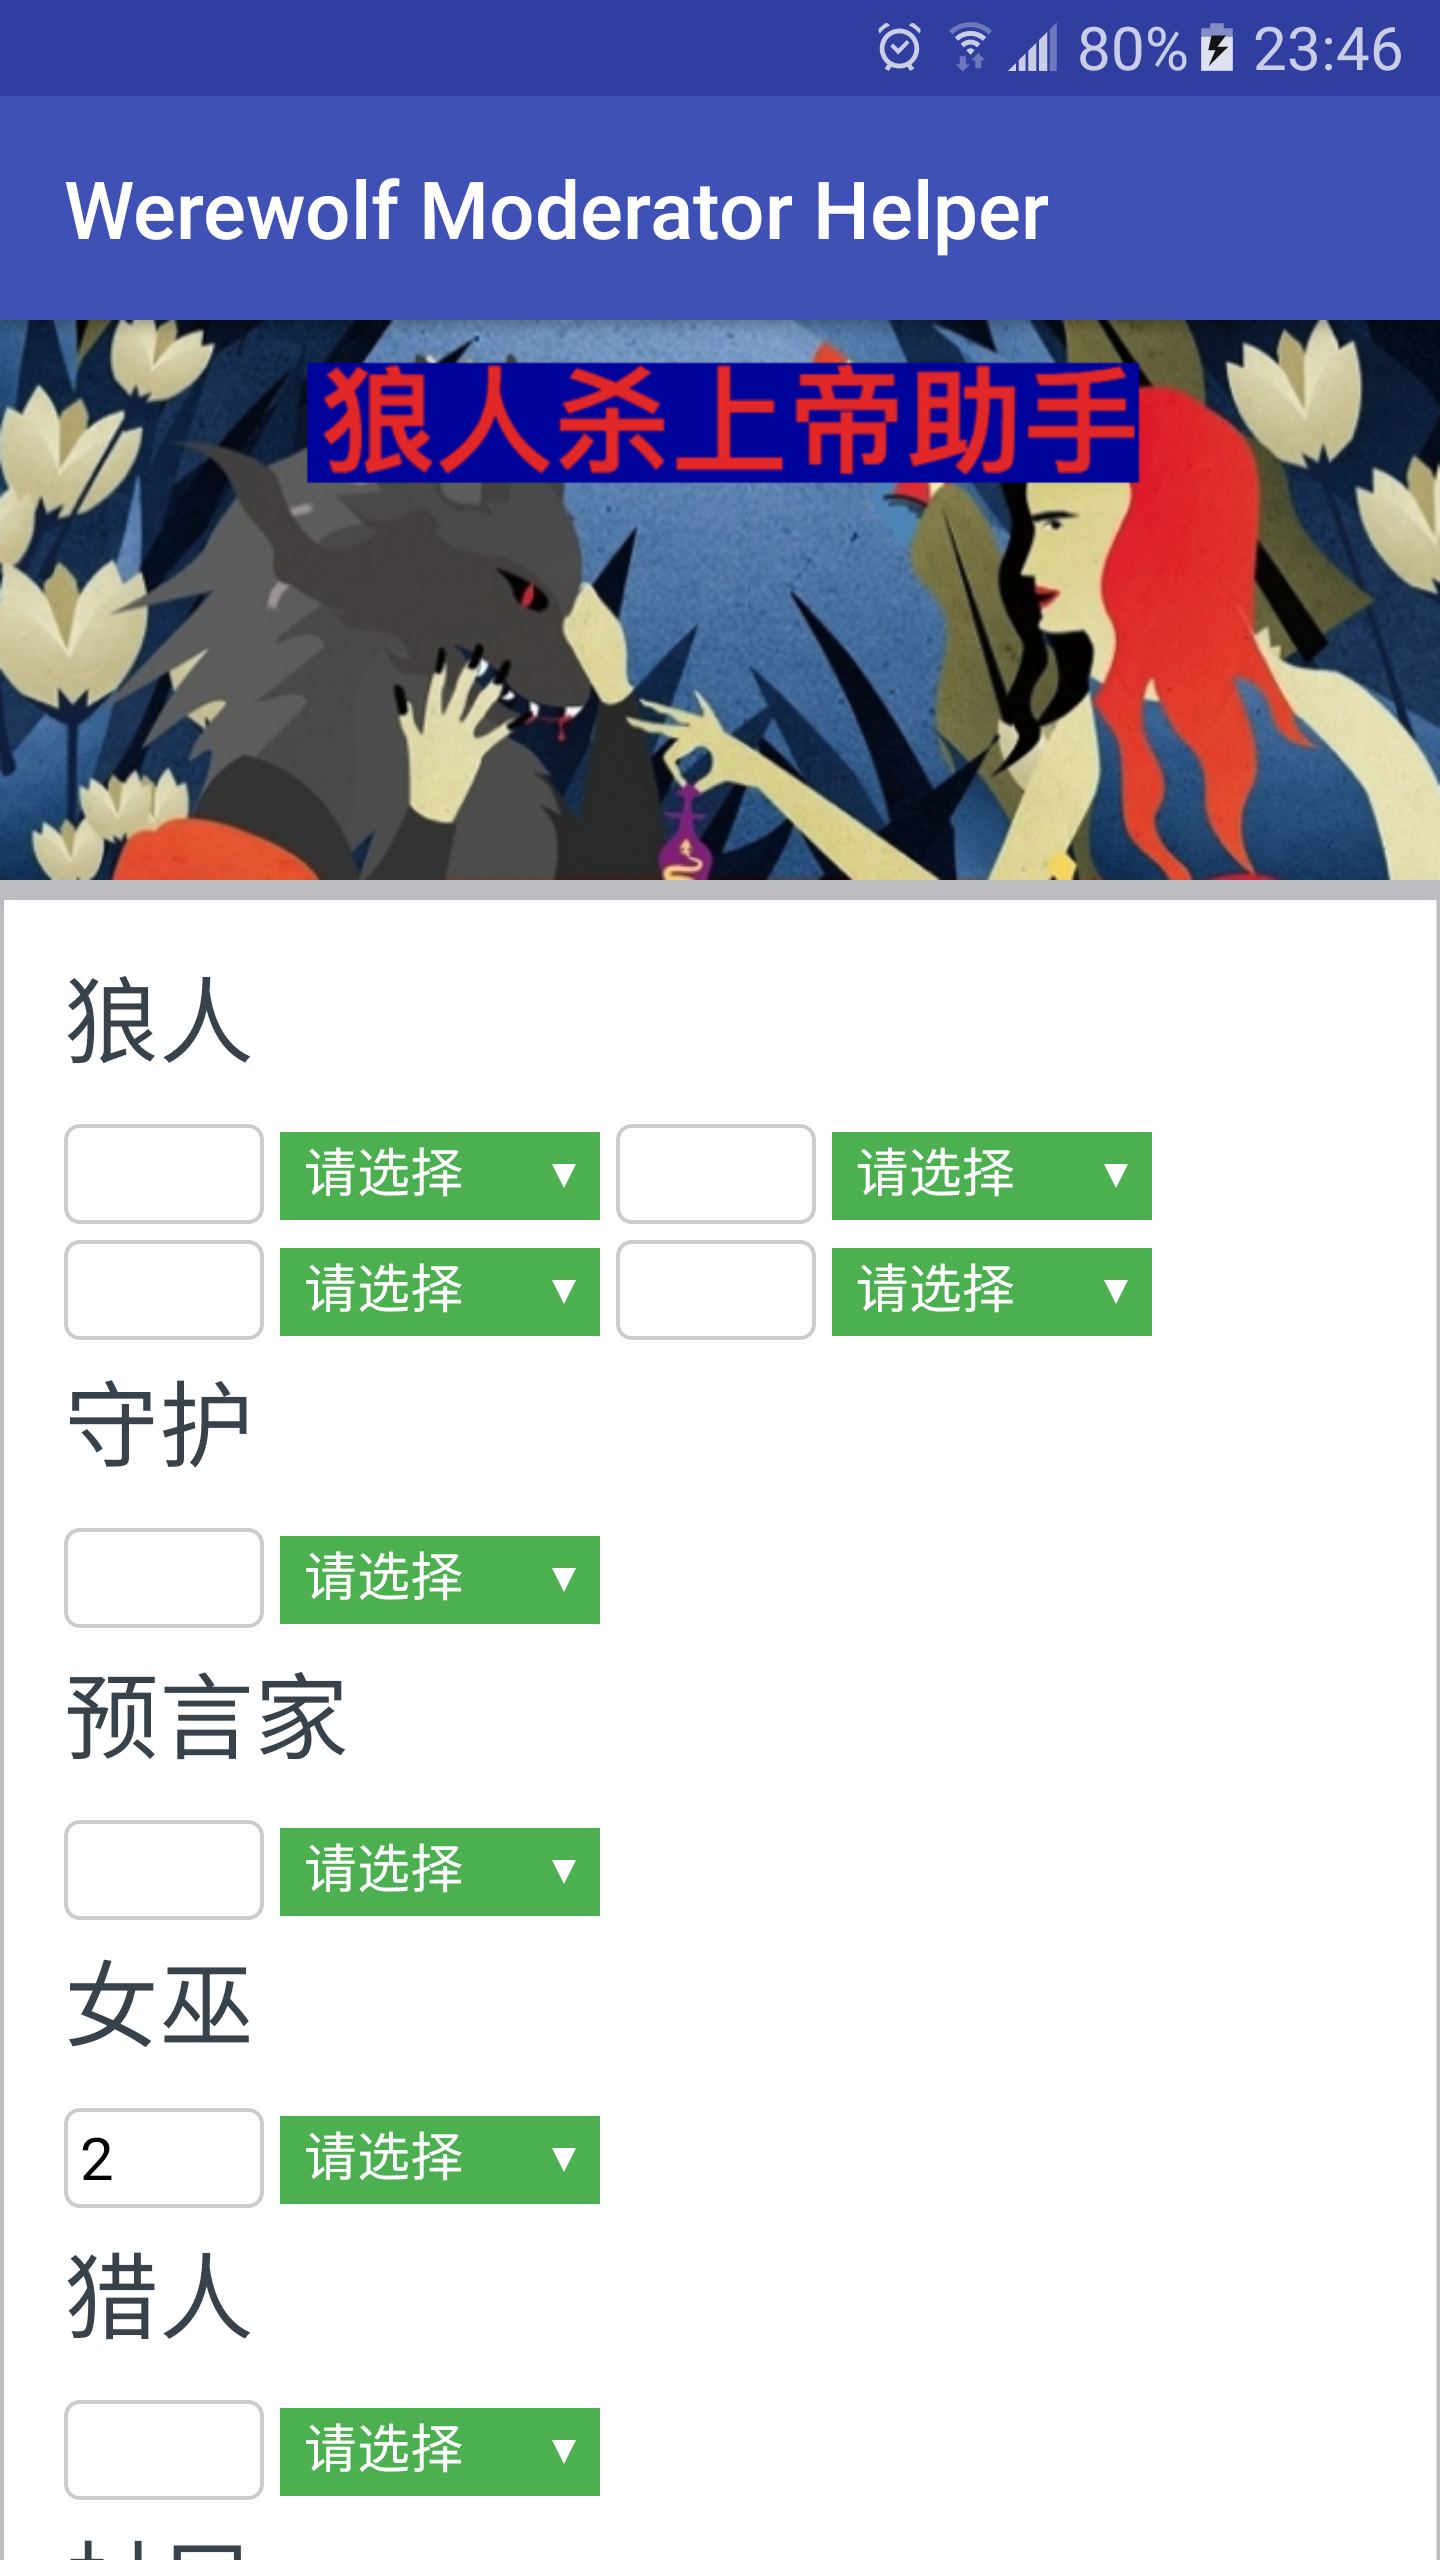 80% 23:46
Werewolf Moderator Helper
狼人杀上帝助手
狼人
请选择 ▼ 请选择 ▼
请选择 ▼ 请选择 ▼
守护
请选择 ▼
预言家
请选择 ▼
女巫
2 请选择 ▼
猎人
请选择 ▼